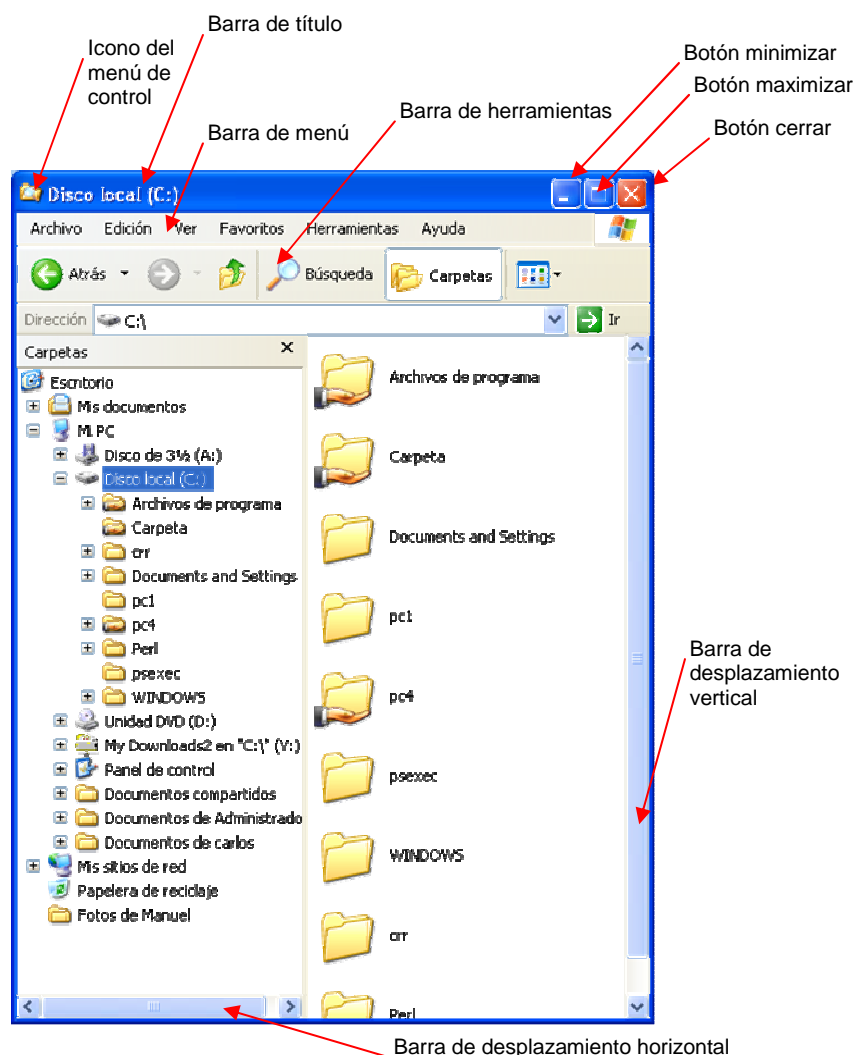 Barra de título
Icono del
menú de
control
Botón minimizar
Botón maximizar
Barra de herramientas
Botón cerrar
Barra de menú
Disco local (C:)
Archivo Edición Ver Favoritos Herramientas Ayuda
Atrás Búsqueda Carpetas
Dirección C:\ Ir
Carpetas
Escritorio
Mis documentos
Mi PC
Disco de 3½ (A:)
Disco local (C:)
Archivos de programa
Carpeta
crr
Documents and Settings
pc1
pc4
Perl
psexec
WINDOWS
Unidad DVD (D:)
My Downloads2 en "C:\" (Y:)
Panel de control
Documentos compartidos
Documentos de Administrado
Documentos de carlos
Mis sitios de red
Papelera de reciclaje
Fotos de Manuel
Archivos de programa
Carpeta
Documents and Settings
pc1
pc4
psexec
WINDOWS
crr
Perl
Barra de
desplazamiento
vertical
Barra de desplazamiento horizontal